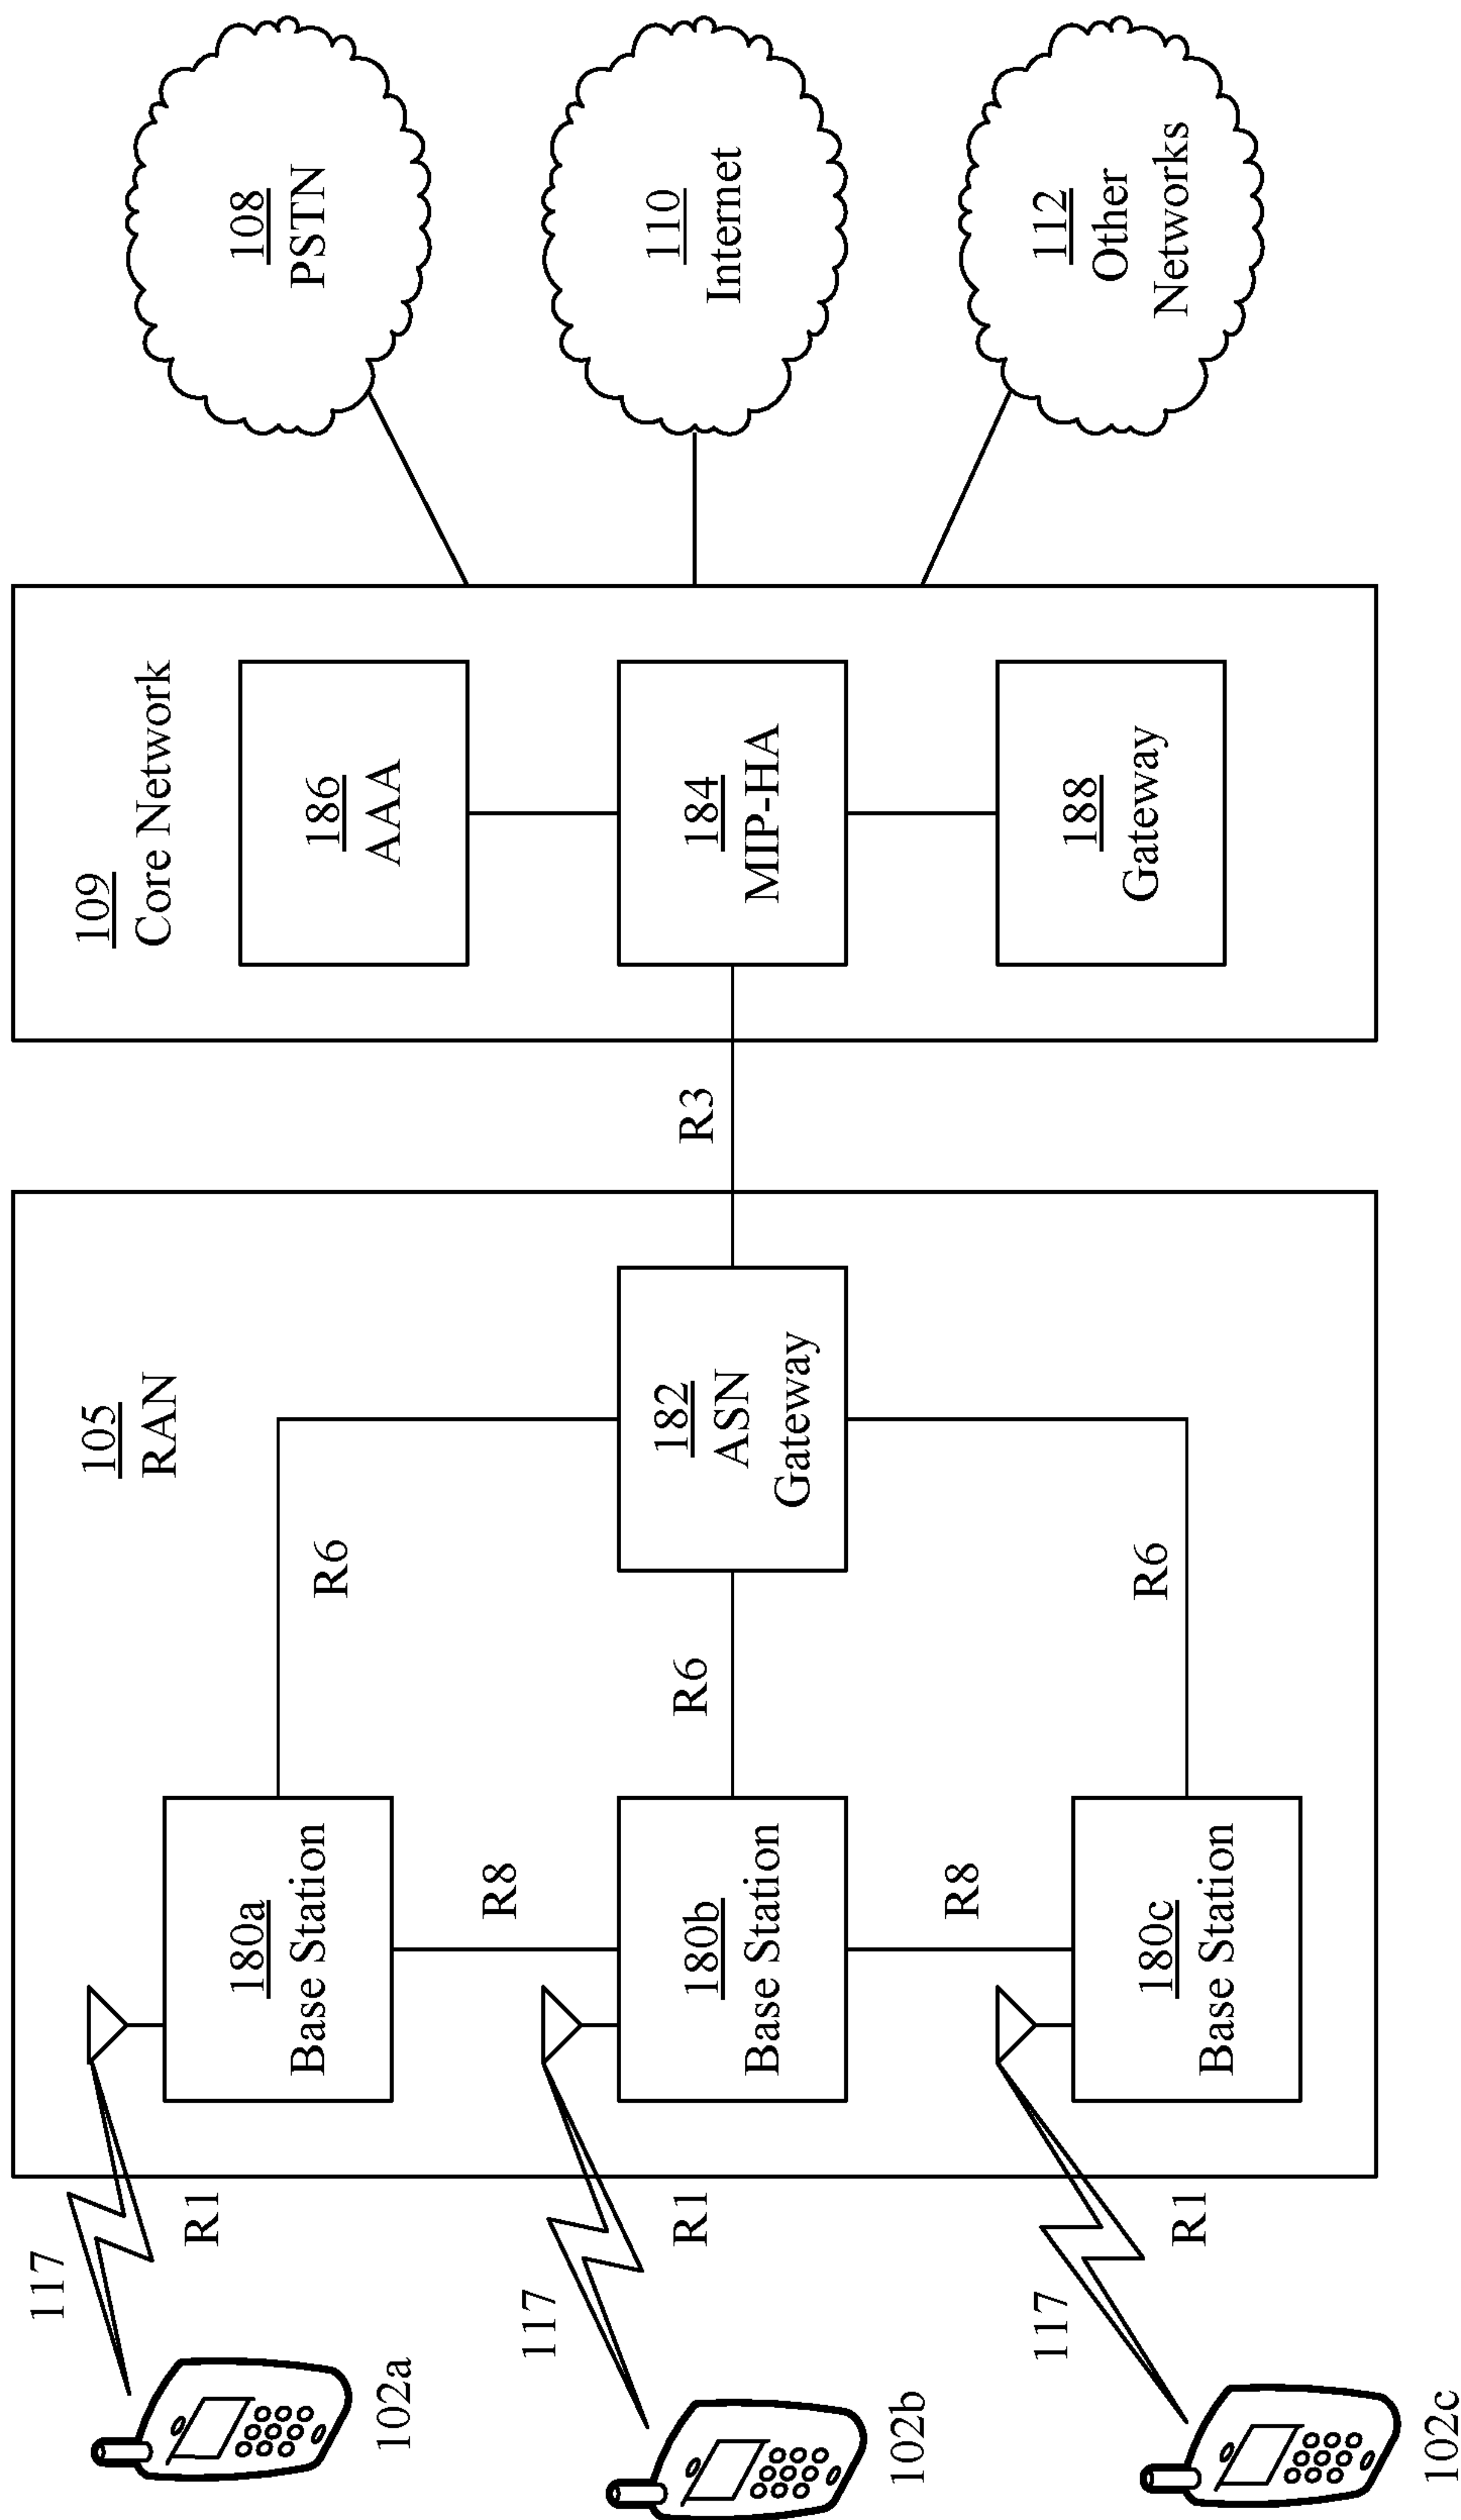 117
R1
102a
117
R1
102b
117
R1
102c
105
RAN
180a
Base Station
R8
180b
Base Station
R8
180c
Base Station
R6
R6
R6
182
ASN
Gateway
R3
109
Core Network
186
AAA
184
MIP-HA
188
Gateway
108
PSTN
110
Internet
112
Other
Networks